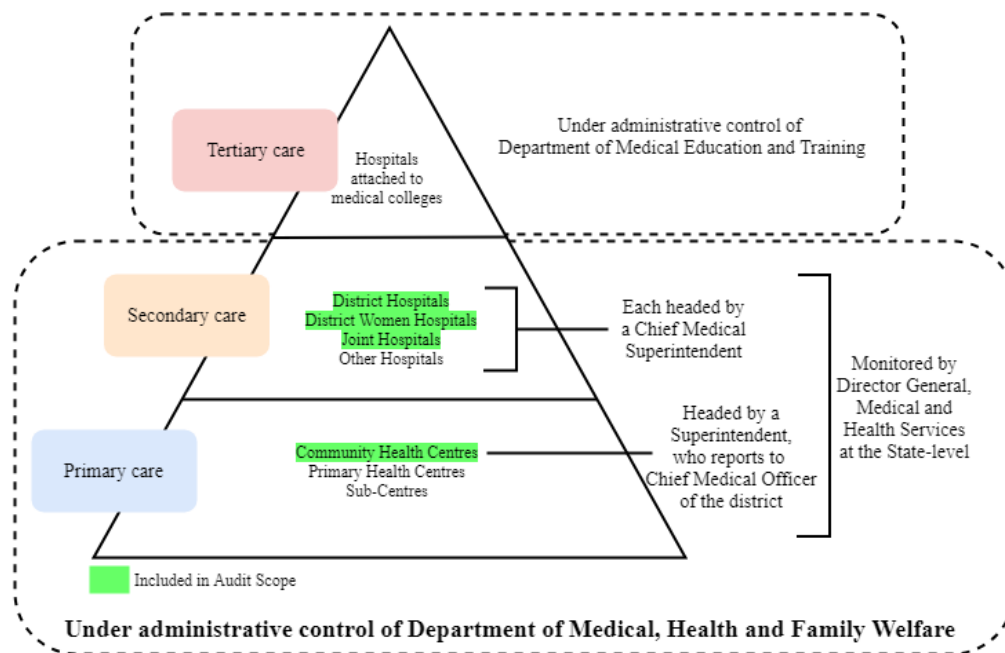 Tertiary care
Hospitals
attached to
medical colleges
Under administrative control of
Department of Medical Education and Training
Secondary care
District Hospitals
District Women Hospitals
Joint Hospitals
Other Hospitals
Each headed by
a Chief Medical
Superintendent
Monitored by
Director General,
Medical and
Health Services
at the State-level
Primary care
Community Health Centres
Primary Health Centres
Sub-Centres
Headed by a
Superintendent,
who reports to
Chief Medical Officer
of the district
Included in Audit Scope
Under administrative control of Department of Medical, Health and Family Welfare